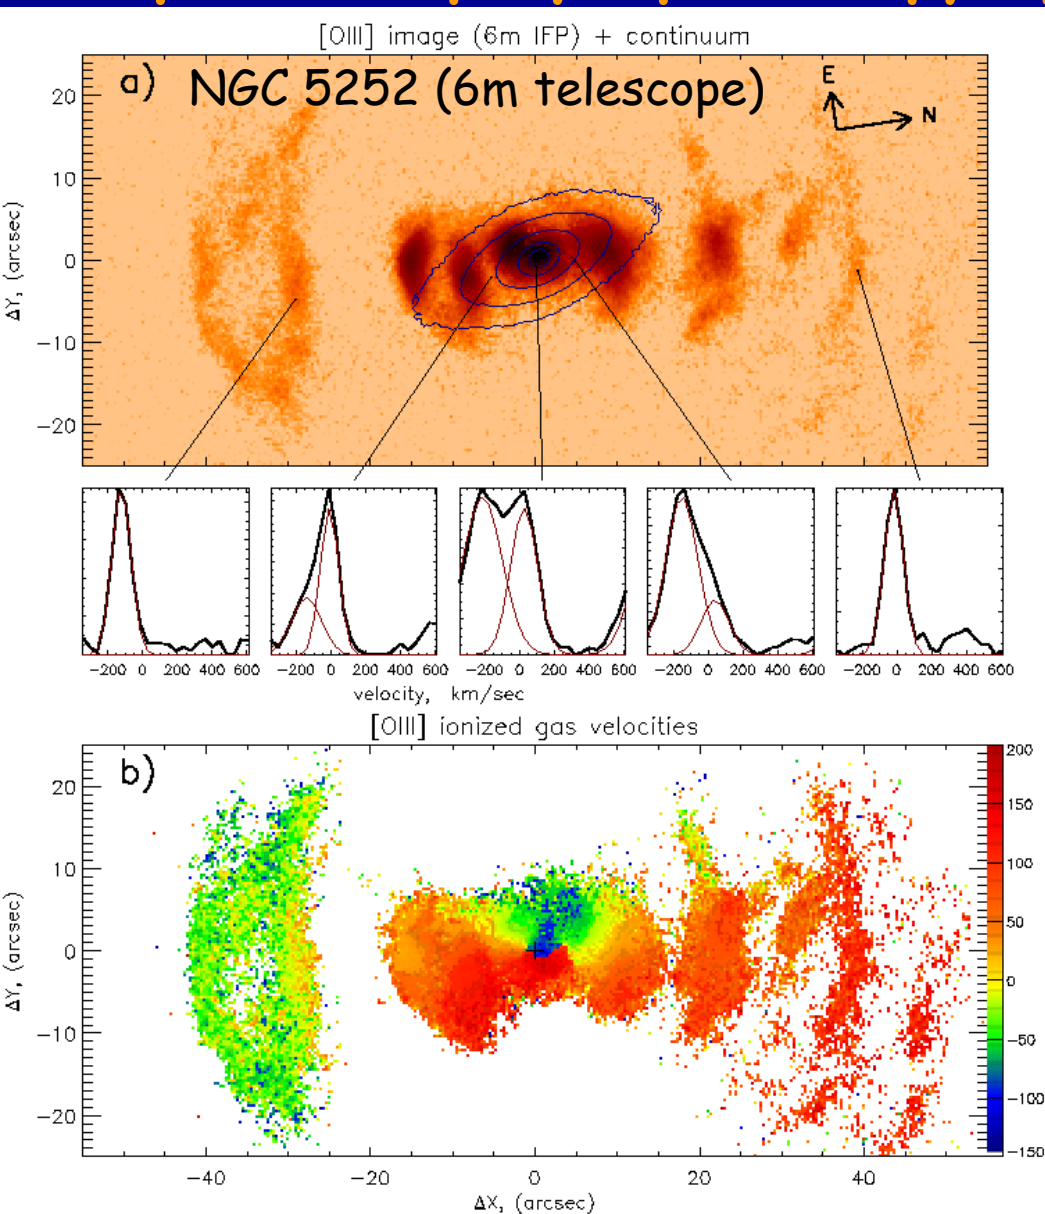 [OIII] image (6m IFP) + continuum
a) NGC 5252 (6m telescope)
E
N
20
10
0
−10
−20
ΔY, (arcsec)
−200 0 200 400 600
−200 0 200 400 600
−200 0 200 400 600
−200 0 200 400 600
−200 0 200 400 600
velocity, km/sec
[OIII] ionized gas velocities
b)
20
10
0
−10
−20
ΔY, (arcsec)
200
150
100
50
0
−50
−100
−150
−40 −20 0 20 40
ΔX, (arcsec)